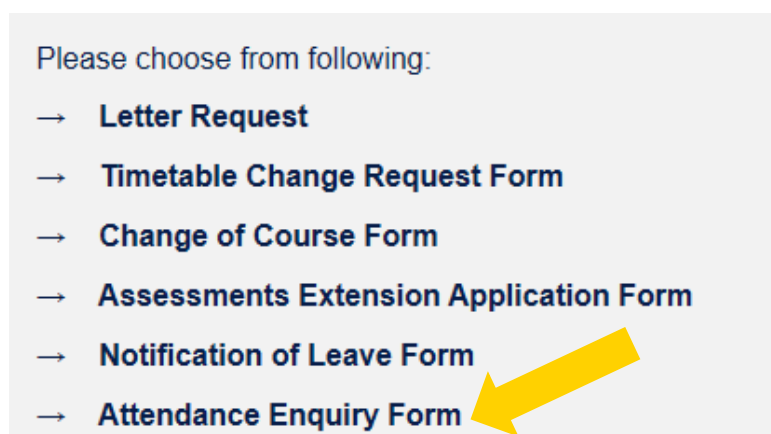 Please choose from following:
→ Letter Request
→ Timetable Change Request Form
→ Change of Course Form
→ Assessments Extension Application Form
→ Notification of Leave Form
→ Attendance Enquiry Form